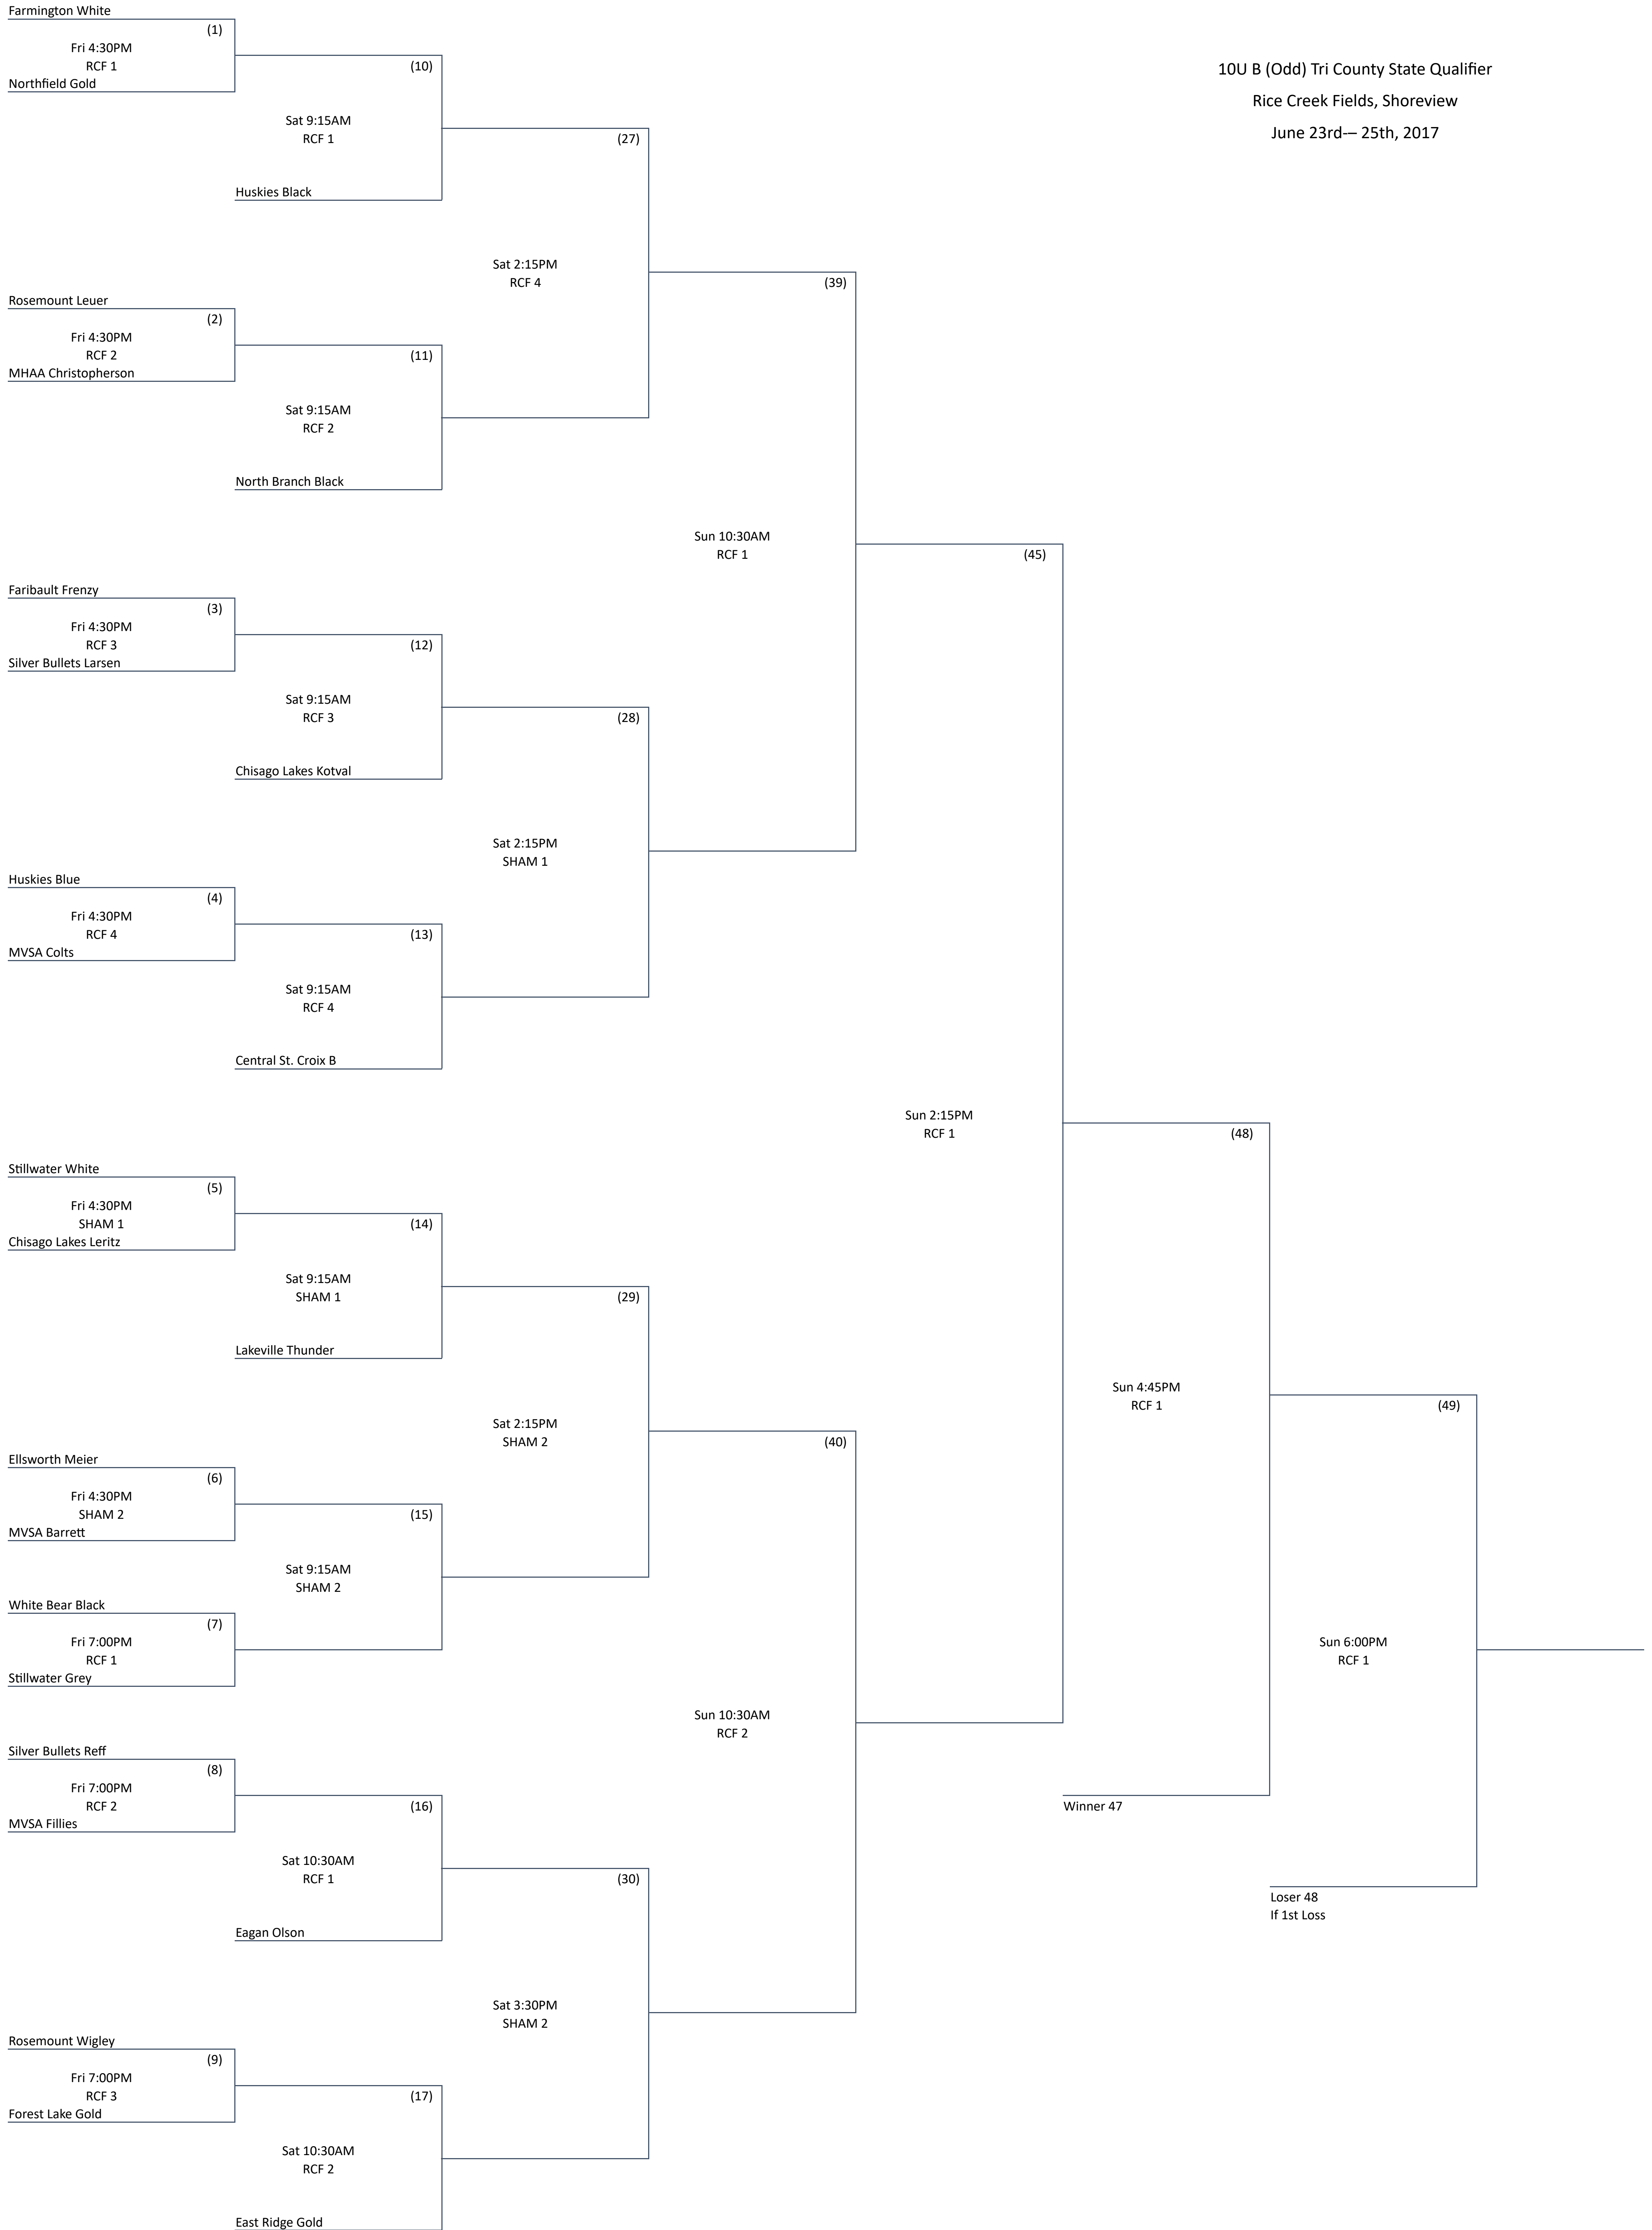 Farmington White
(1)
Fri 4:30PM
RCF 1
Northfield Gold
(10)
Sat 9:15AM
RCF 1
Huskies Black
10U B (Odd) Tri County State Qualifier
Rice Creek Fields, Shoreview
June 23rd-– 25th, 2017
(27)
Sat 2:15PM
RCF 4
Rosemount Leuer
(2)
Fri 4:30PM
RCF 2
MHAA Christopherson
(11)
Sat 9:15AM
RCF 2
North Branch Black
(39)
Sun 10:30AM
RCF 1
Faribault Frenzy
(3)
Fri 4:30PM
RCF 3
Silver Bullets Larsen
(12)
Sat 9:15AM
RCF 3
Chisago Lakes Kotval
(28)
Sat 2:15PM
SHAM 1
Huskies Blue
(4)
Fri 4:30PM
RCF 4
MVSA Colts
(13)
Sat 9:15AM
RCF 4
Central St. Croix B
(45)
Sun 2:15PM
RCF 1
Stillwater White
(5)
Fri 4:30PM
SHAM 1
Chisago Lakes Leritz
(14)
Sat 9:15AM
SHAM 1
Lakeville Thunder
(29)
Sat 2:15PM
SHAM 2
Ellsworth Meier
(6)
Fri 4:30PM
SHAM 2
MVSA Barrett
(15)
Sat 9:15AM
SHAM 2
White Bear Black
(7)
Fri 7:00PM
RCF 1
Stillwater Grey
(40)
Sun 10:30AM
RCF 2
Silver Bullets Reff
(8)
Fri 7:00PM
RCF 2
MVSA Fillies
(16)
Sat 10:30AM
RCF 1
Eagan Olson
(30)
Sat 3:30PM
SHAM 2
Rosemount Wigley
(9)
Fri 7:00PM
RCF 3
Forest Lake Gold
(17)
Sat 10:30AM
RCF 2
East Ridge Gold
(48)
Sun 4:45PM
RCF 1
Winner 47
(49)
Sun 6:00PM
RCF 1
Loser 48
If 1st Loss